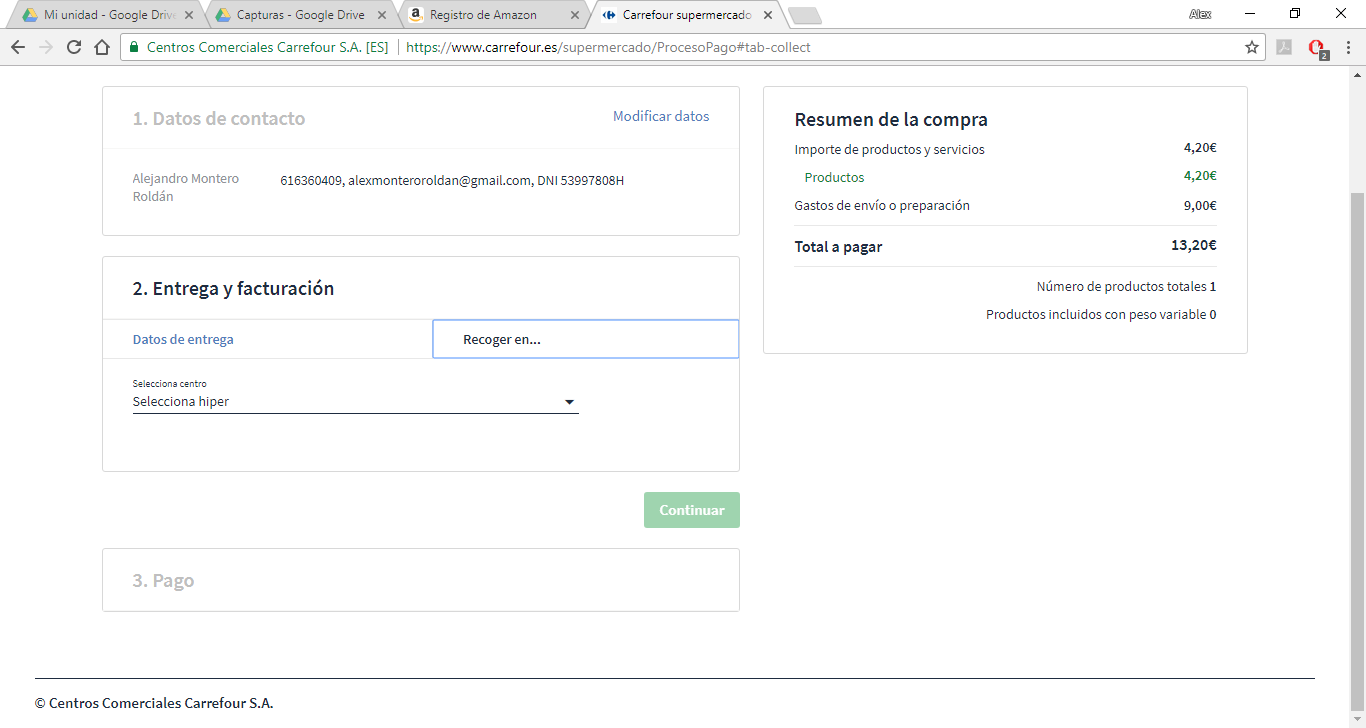 Mi unidad - Google Drive
Capturas - Google Drive
Registro de Amazon
Carrefour supermercado
Alex
Centros Comerciales Carrefour S.A. [ES]
https://www.carrefour.es/supermercado/ProcesoPago#tab-collect
2
1. Datos de contacto
Modificar datos
Alejandro Montero
Roldán
616360409, alexmonteroroldan@gmail.com, DNI 53997808H
2. Entrega y facturación
Datos de entrega
Recoger en...
Selecciona centro
Selecciona hiper
Continuar
3. Pago
Resumen de la compra
Importe de productos y servicios 4,20€
Productos 4,20€
Gastos de envío o preparación 9,00€
Total a pagar 13,20€
Número de productos totales 1
Productos incluidos con peso variable 0
© Centros Comerciales Carrefour S.A.